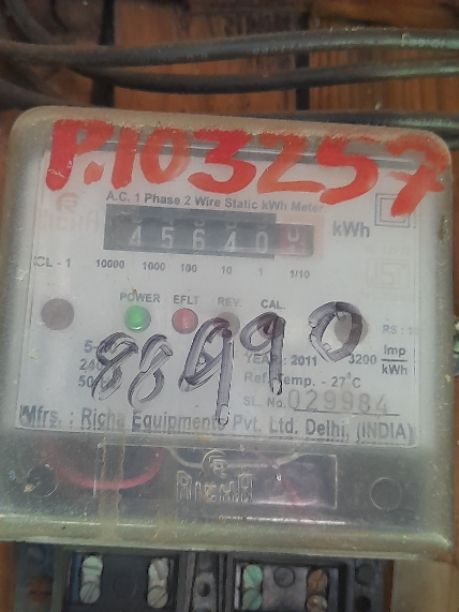 P.103257
A.C. 1 Phase 2 Wire Static kWh Meter.
RICHA
45640 kWh
CL - 1 10000 1000 100 10 1 1/10
POWER EFLT REV. CAL.
88990
YEAR : 2011 3200 Imp/kWh
Ref. Temp. - 27°C
SL. No. 029984
Mfrs. : Richa Equipments Pvt. Ltd. Delhi, (INDIA)
RICHA